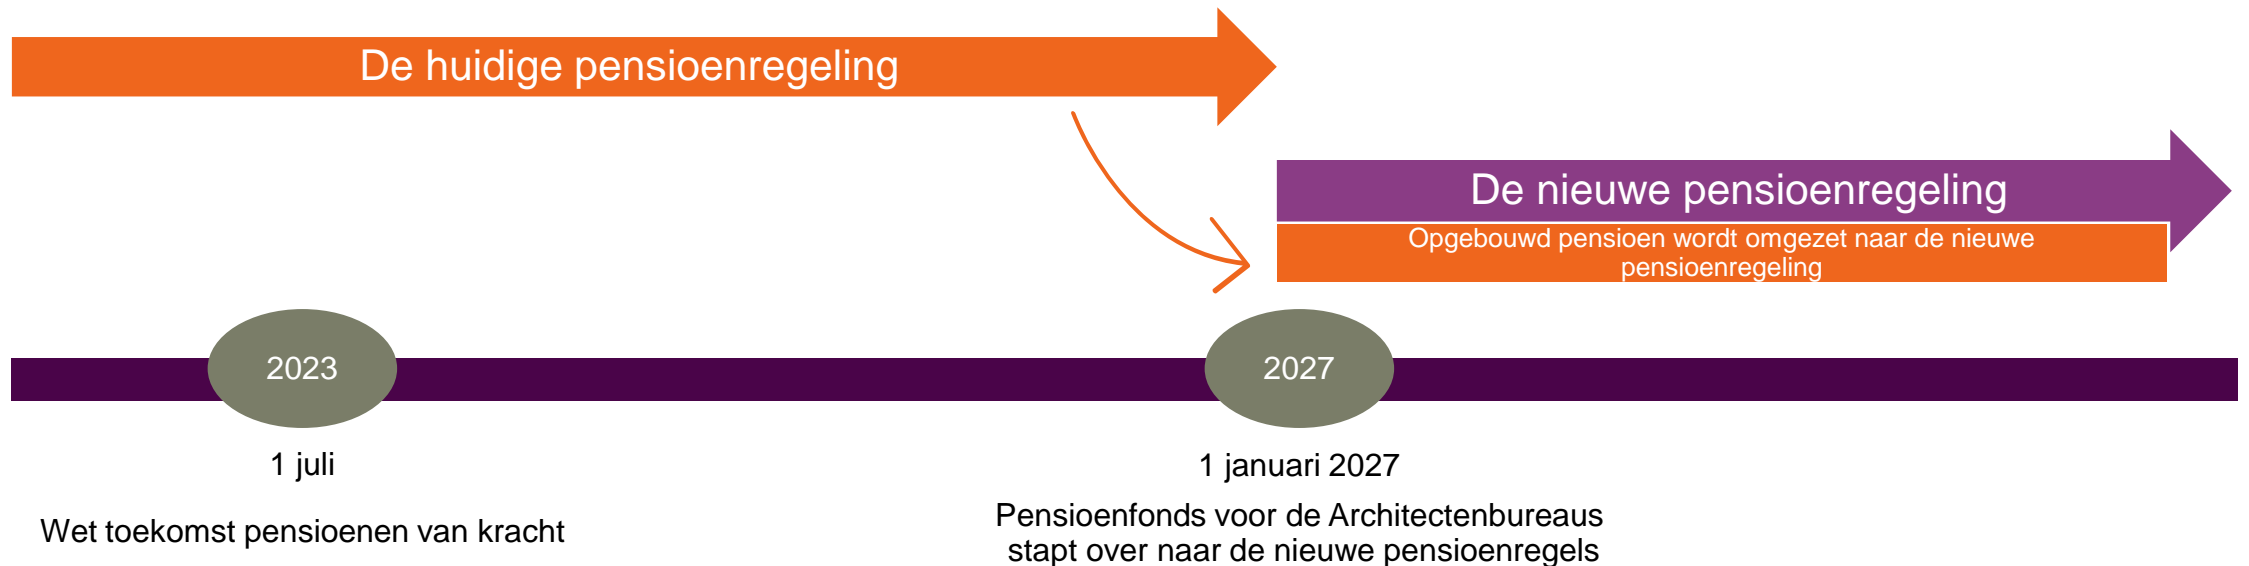 De huidige pensioenregeling
De nieuwe pensioenregeling
Opgebouwd pensioen wordt omgezet naar de nieuwe
pensioenregeling
2023
2027
1 juli
1 januari 2027
Wet toekomst pensioenen van kracht
Pensioenfonds voor de Architectenbureaus
stapt over naar de nieuwe pensioenregels